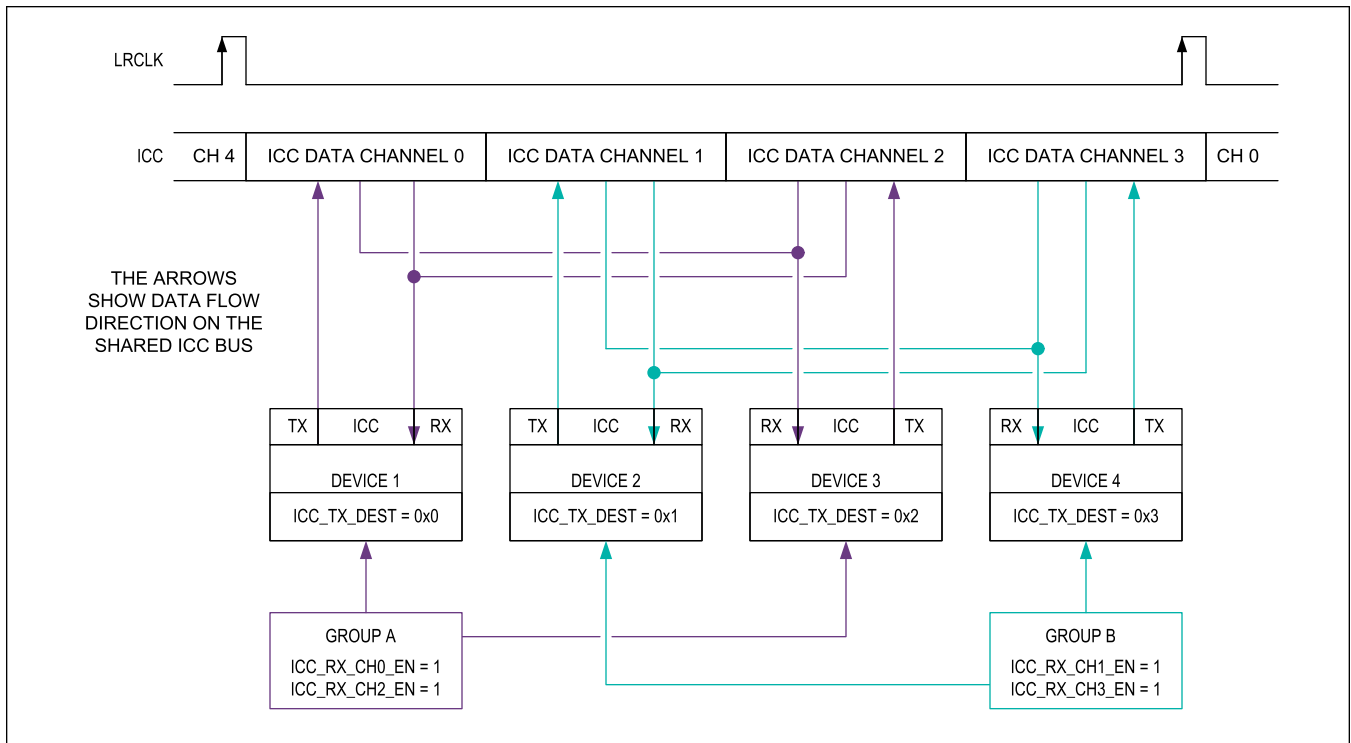 LRCLK
ICC
CH 4
ICC DATA CHANNEL 0
ICC DATA CHANNEL 1
ICC DATA CHANNEL 2
ICC DATA CHANNEL 3
CH 0
THE ARROWS
SHOW DATA FLOW
DIRECTION ON THE
SHARED ICC BUS
TX ICC RX
DEVICE 1
ICC_TX_DEST = 0x0
TX ICC RX
DEVICE 2
ICC_TX_DEST = 0x1
RX ICC TX
DEVICE 3
ICC_TX_DEST = 0x2
RX ICC TX
DEVICE 4
ICC_TX_DEST = 0x3
GROUP A
ICC_RX_CH0_EN = 1
ICC_RX_CH2_EN = 1
GROUP B
ICC_RX_CH1_EN = 1
ICC_RX_CH3_EN = 1